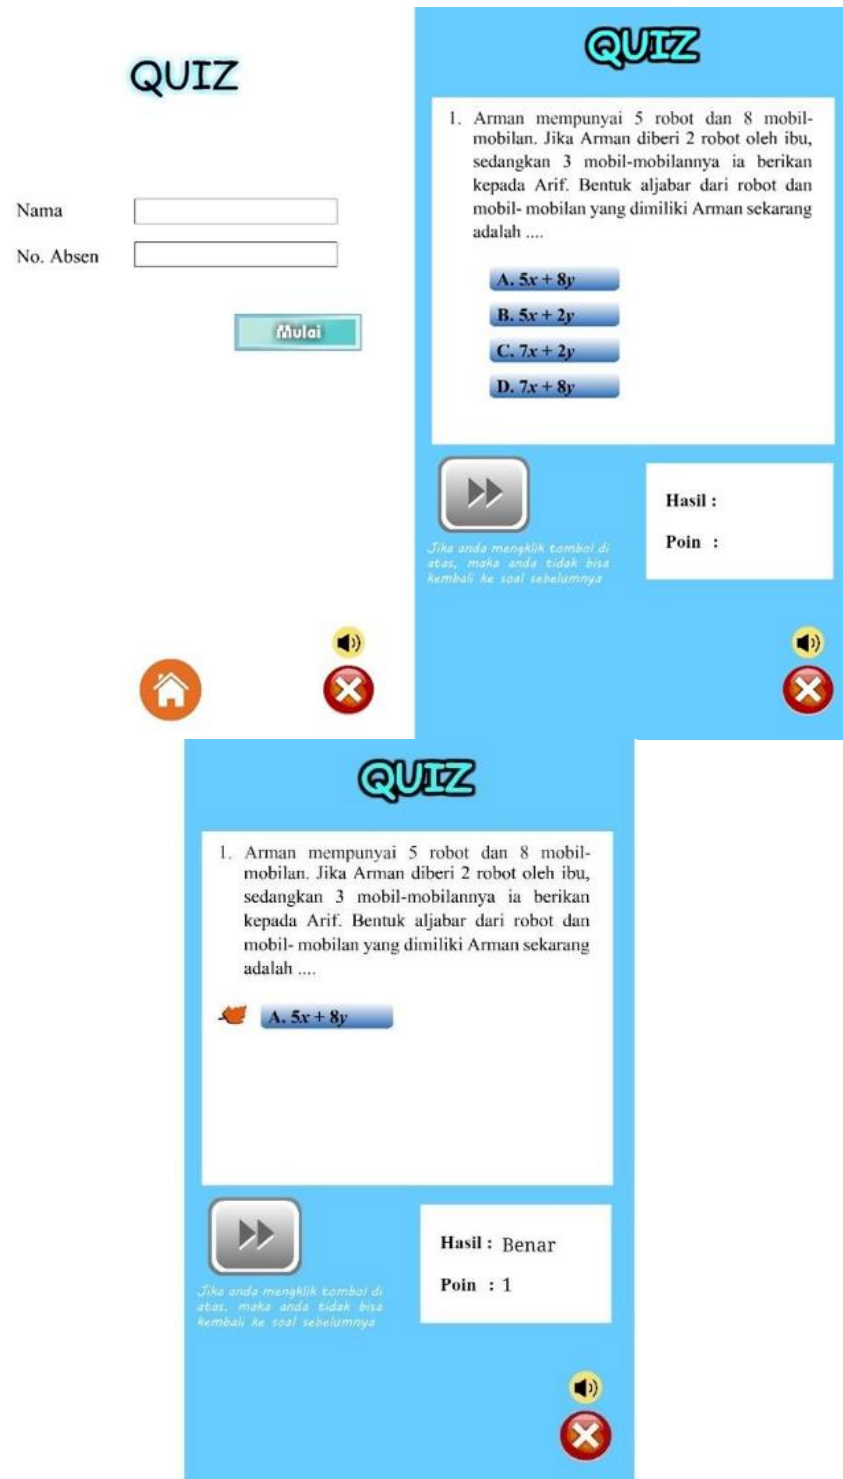 QUIZ
Nama
No. Absen
Mulai
QUIZ
1. Arman mempunyai 5 robot dan 8 mobil-
mobilan. Jika Arman diberi 2 robot oleh ibu,
sedangkan 3 mobil-mobilannya ia berikan
kepada Arif. Bentuk aljabar dari robot dan
mobil- mobilan yang dimiliki Arman sekarang
adalah ....
A. 5x + 8y
B. 5x + 2y
C. 7x + 2y
D. 7x + 8y
Jika anda mengklik tombol di
atas, maka anda tidak bisa
kembali ke soal sebelumnya
Hasil :
Poin :
QUIZ
1. Arman mempunyai 5 robot dan 8 mobil-
mobilan. Jika Arman diberi 2 robot oleh ibu,
sedangkan 3 mobil-mobilannya ia berikan
kepada Arif. Bentuk aljabar dari robot dan
mobil- mobilan yang dimiliki Arman sekarang
adalah ....
A. 5x + 8y
Jika anda mengklik tombol di
atas, maka anda tidak bisa
kembali ke soal sebelumnya
Hasil : Benar
Poin : 1